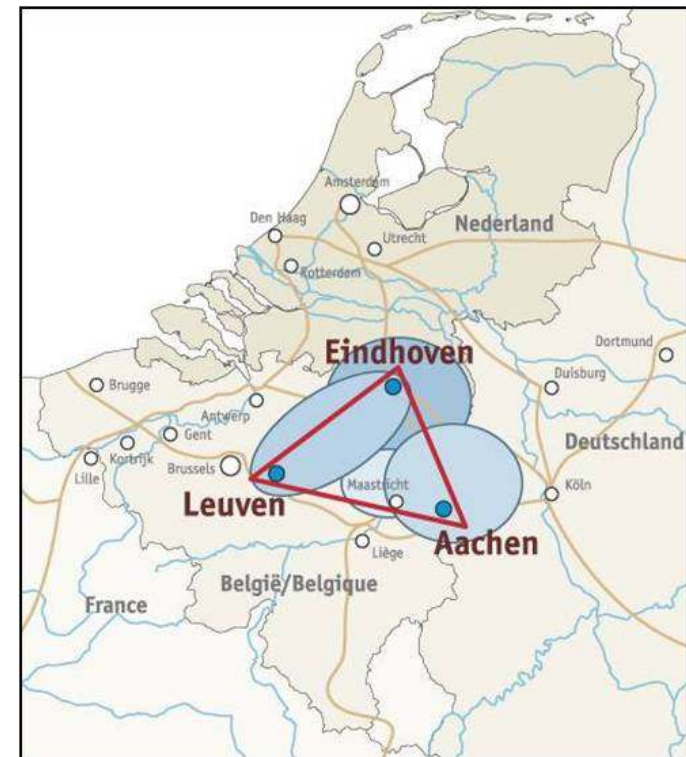 Amsterdam
Den Haag
Nederland
Utrecht
Rotterdam
Dortmund
Eindhoven
Duisburg
Brugge
Antwerp
Gent
Deutschland
Kortrijk
Brussels
Lille
Maastricht
Köln
Leuven
Aachen
Liège
België/Belgique
France